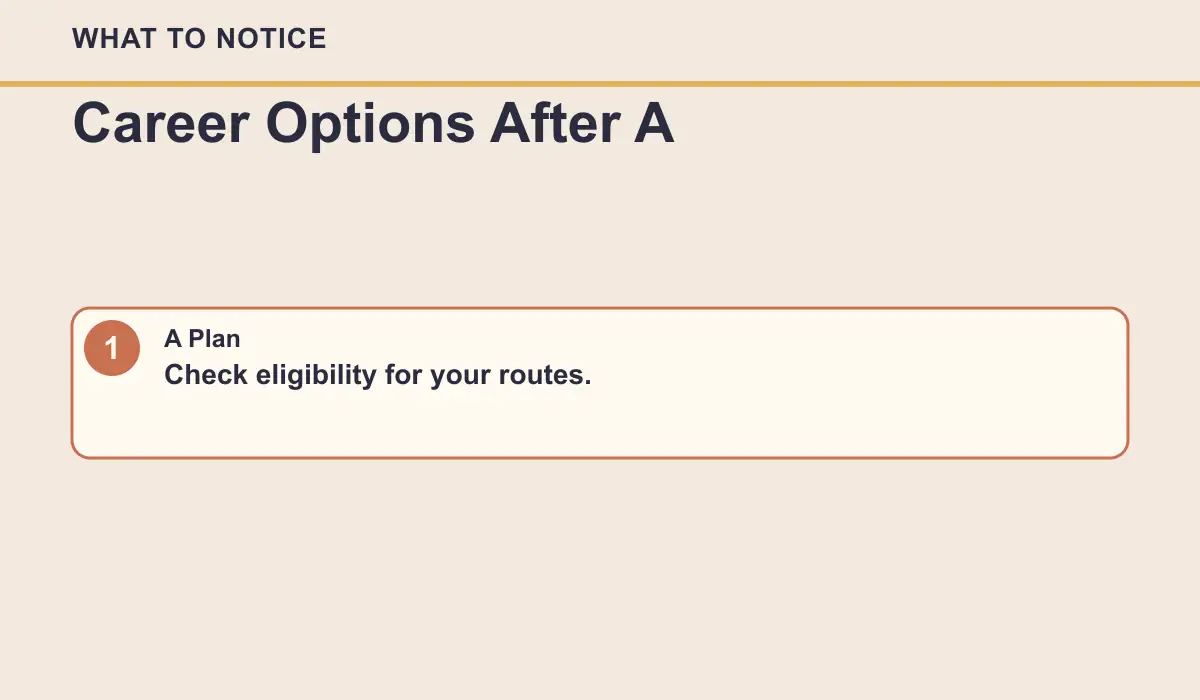 WHAT TO NOTICE
Career Options After A
1
A Plan
Check eligibility for your routes.